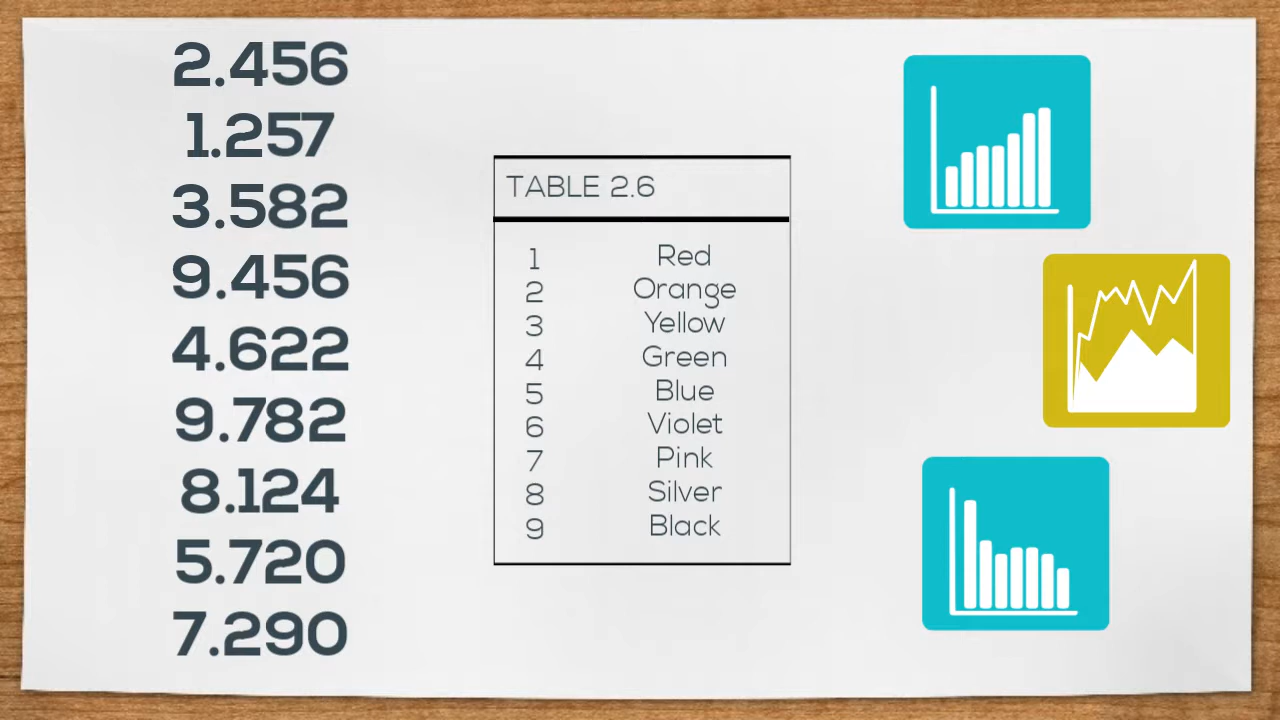 2.456
1.257
3.582
9.456
4.622
9.782
8.124
5.720
7.290
TABLE 2.6
1 Red
2 Orange
3 Yellow
4 Green
5 Blue
6 Violet
7 Pink
8 Silver
9 Black